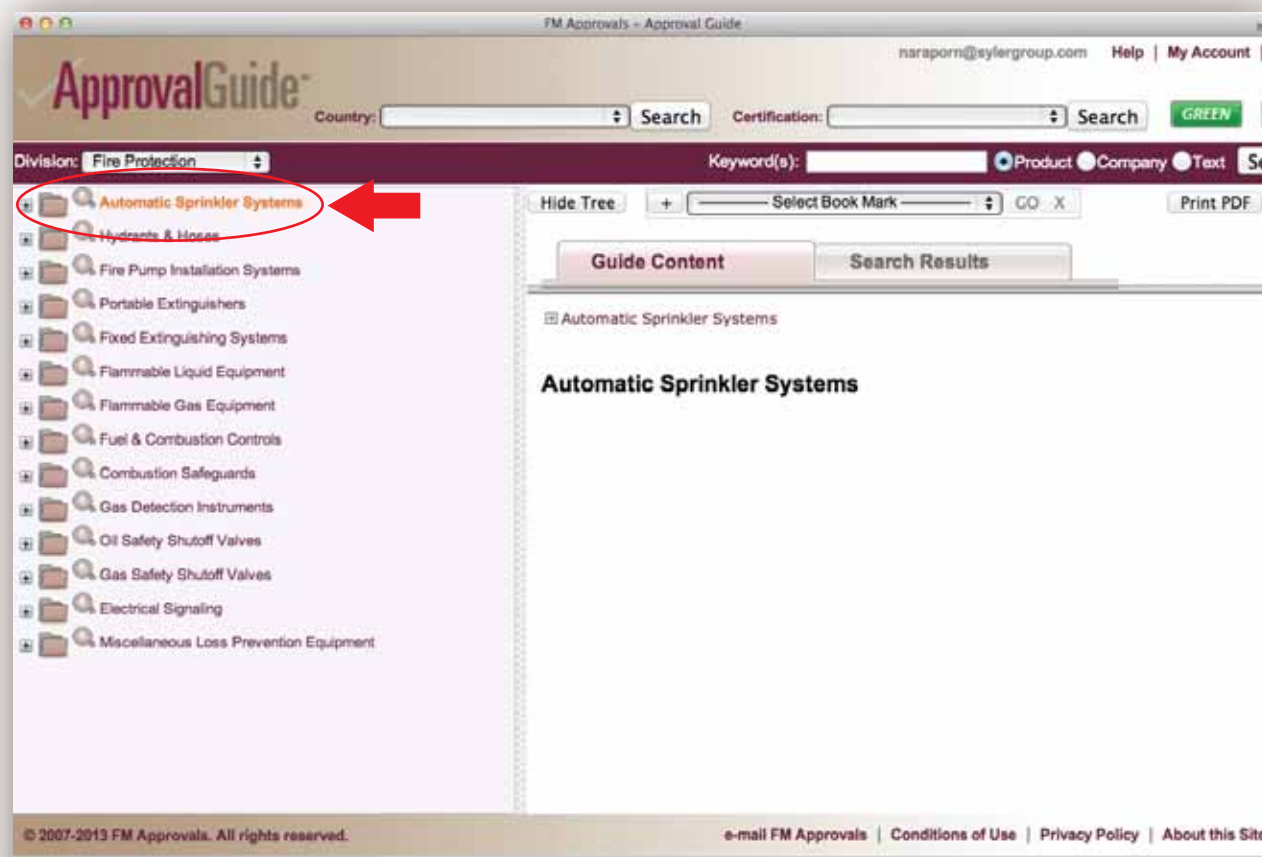 FM Approvals - Approval Guide
naraporn@sylergroup.com Help | My Account |
ApprovalGuide
Country: Search Certification: Search GREEN
Division: Fire Protection Keyword(s): Product Company Text Se
Automatic Sprinkler Systems
Hydrants & Hoses
Fire Pump Installation Systems
Portable Extinguishers
Fixed Extinguishing Systems
Flammable Liquid Equipment
Flammable Gas Equipment
Fuel & Combustion Controls
Combustion Safeguards
Gas Detection Instruments
Oil Safety Shutoff Valves
Gas Safety Shutoff Valves
Electrical Signaling
Miscellaneous Loss Prevention Equipment
Hide Tree + Select Book Mark GO X Print PDF
Guide Content Search Results
Automatic Sprinkler Systems
Automatic Sprinkler Systems
© 2007-2013 FM Approvals. All rights reserved. e-mail FM Approvals | Conditions of Use | Privacy Policy | About this Site